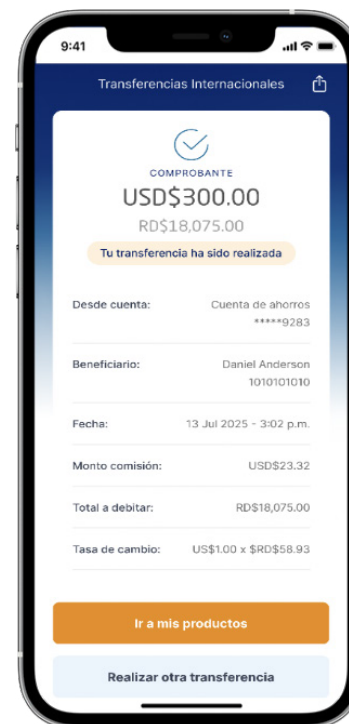 9:41
Transferencias Internacionales
COMPROBANTE
USD$300.00
RD$18,075.00
Tu transferencia ha sido realizada
Desde cuenta: Cuenta de ahorros
*****9283
Beneficiario: Daniel Anderson
1010101010
Fecha: 13 Jul 2025 - 3:02 p.m.
Monto comisión: USD$23.32
Total a debitar: RD$18,075.00
Tasa de cambio: US$1.00 x $RD$58.93
Ir a mis productos
Realizar otra transferencia